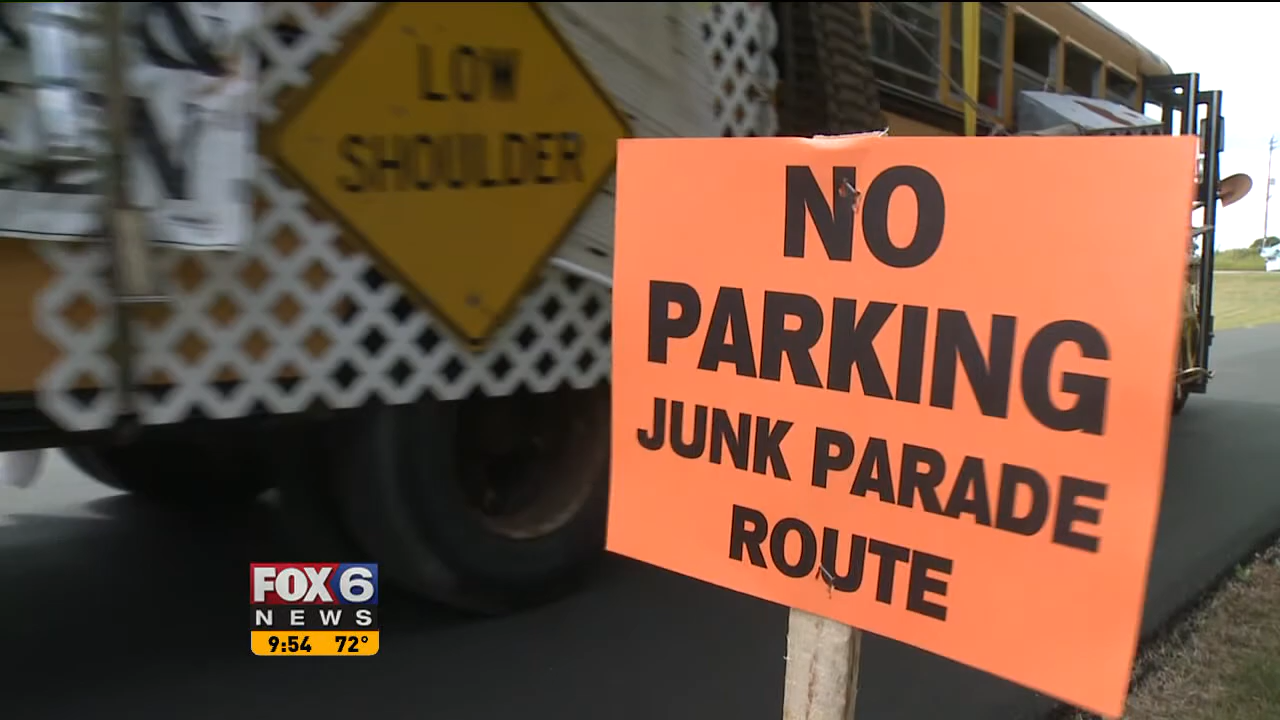 LOW
SHOULDER
NO
PARKING
JUNK PARADE
ROUTE
FOX 6
NEWS
9:54 72°